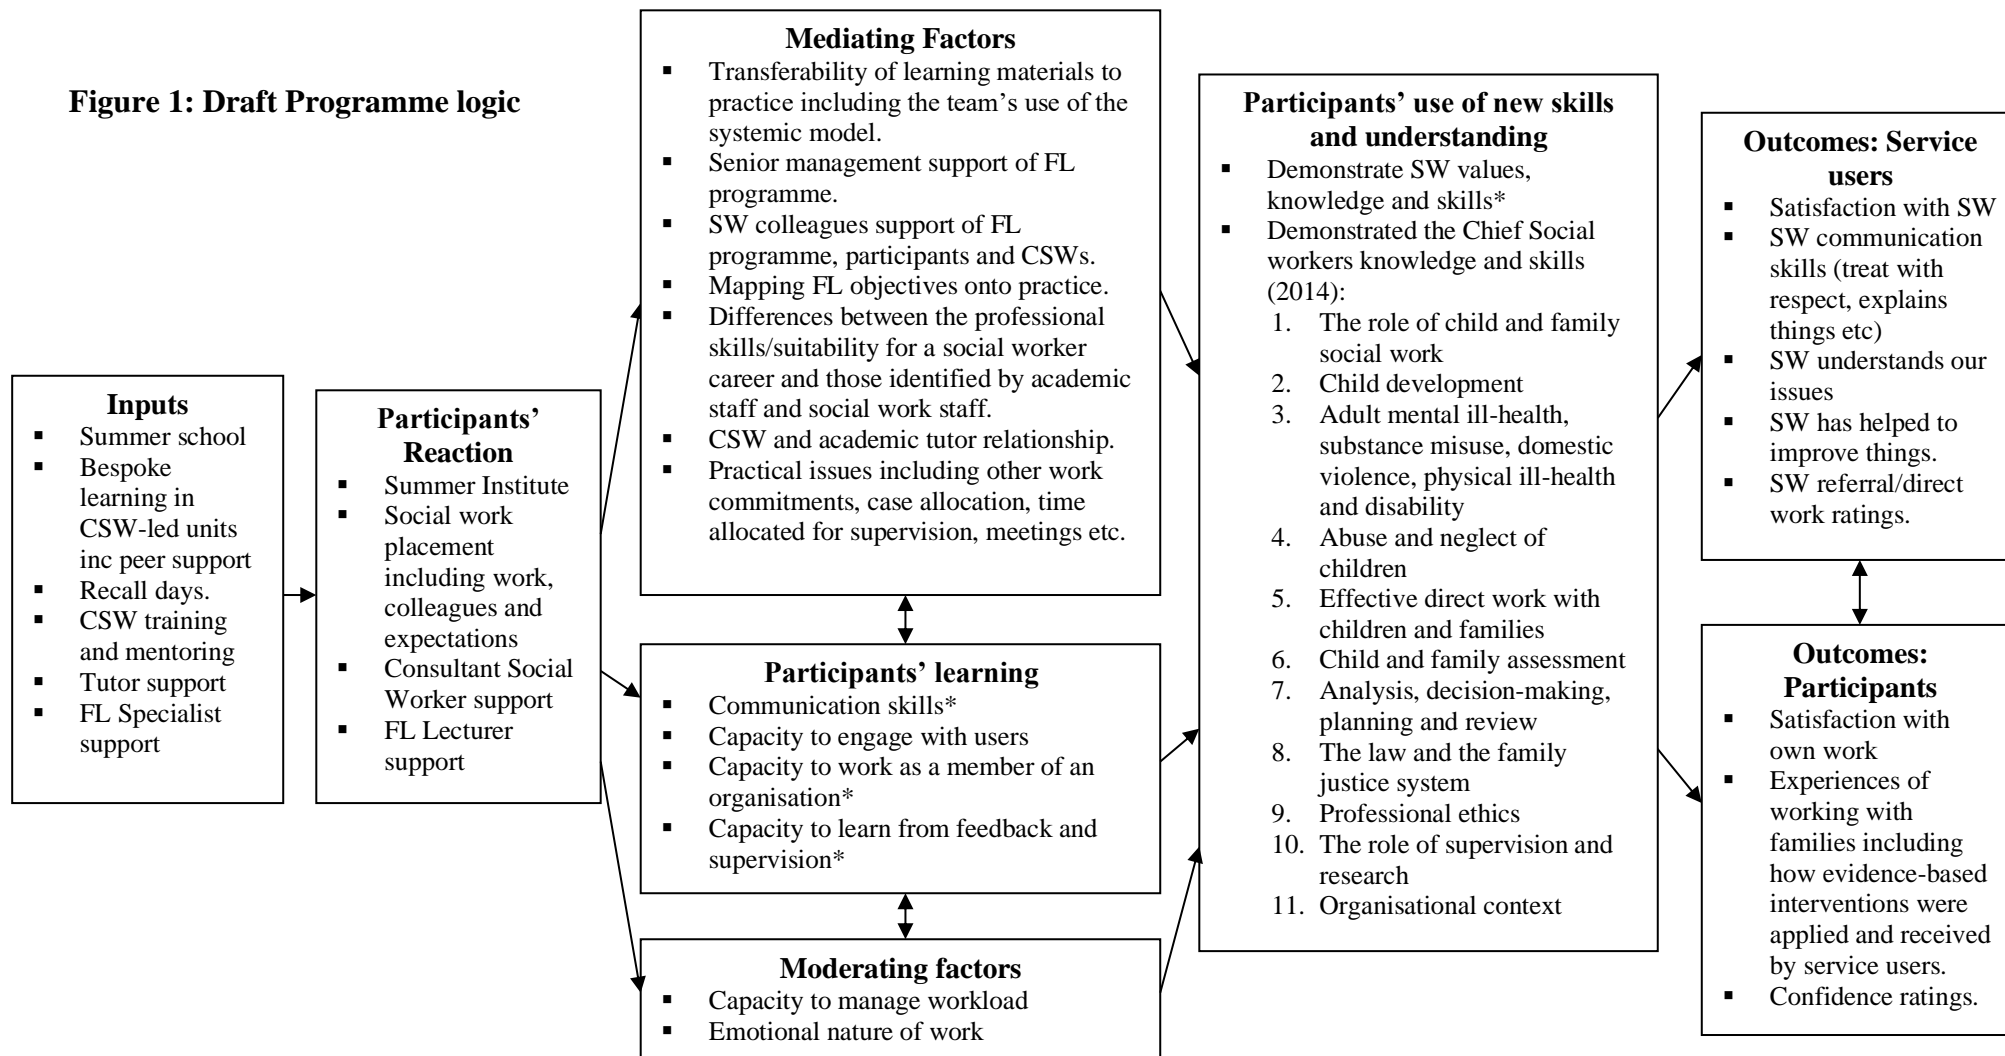 Figure 1: Draft Programme logic
Inputs
▪ Summer school
▪ Bespoke
learning in
CSW-led units
inc peer support
▪ Recall days.
▪ CSW training
and mentoring
▪ Tutor support
▪ FL Specialist
support
Participants’
Reaction
▪ Summer Institute
▪ Social work
placement
including work,
colleagues and
expectations
▪ Consultant Social
Worker support
▪ FL Lecturer
support
Mediating Factors
▪ Transferability of learning materials to
practice including the team’s use of the
systemic model.
▪ Senior management support of FL
programme.
▪ SW colleagues support of FL
programme, participants and CSWs.
▪ Mapping FL objectives onto practice.
▪ Differences between the professional
skills/suitability for a social worker
career and those identified by academic
staff and social work staff.
▪ CSW and academic tutor relationship.
▪ Practical issues including other work
commitments, case allocation, time
allocated for supervision, meetings etc.
Participants’ learning
▪ Communication skills*
▪ Capacity to engage with users
▪ Capacity to work as a member of an
organisation*
▪ Capacity to learn from feedback and
supervision*
Moderating factors
▪ Capacity to manage workload
▪ Emotional nature of work
Participants’ use of new skills
and understanding
▪ Demonstrate SW values,
knowledge and skills*
▪ Demonstrated the Chief Social
workers knowledge and skills
(2014):
1. The role of child and family
social work
2. Child development
3. Adult mental ill-health,
substance misuse, domestic
violence, physical ill-health
and disability
4. Abuse and neglect of
children
5. Effective direct work with
children and families
6. Child and family assessment
7. Analysis, decision-making,
planning and review
8. The law and the family
justice system
9. Professional ethics
10. The role of supervision and
research
11. Organisational context
Outcomes: Service
users
▪ Satisfaction with SW
▪ SW communication
skills (treat with
respect, explains
things etc)
▪ SW understands our
issues
▪ SW has helped to
improve things.
▪ SW referral/direct
work ratings.
Outcomes:
Participants
▪ Satisfaction with
own work
▪ Experiences of
working with
families including
how evidence-based
interventions were
applied and received
by service users.
▪ Confidence ratings.